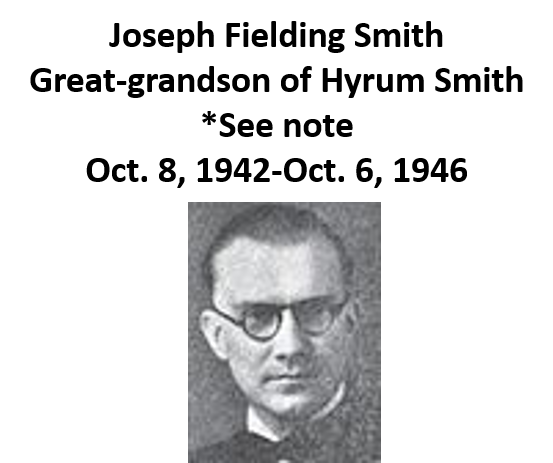 Joseph Fielding Smith
Great-grandson of Hyrum Smith
*See note
Oct. 8, 1942-Oct. 6, 1946